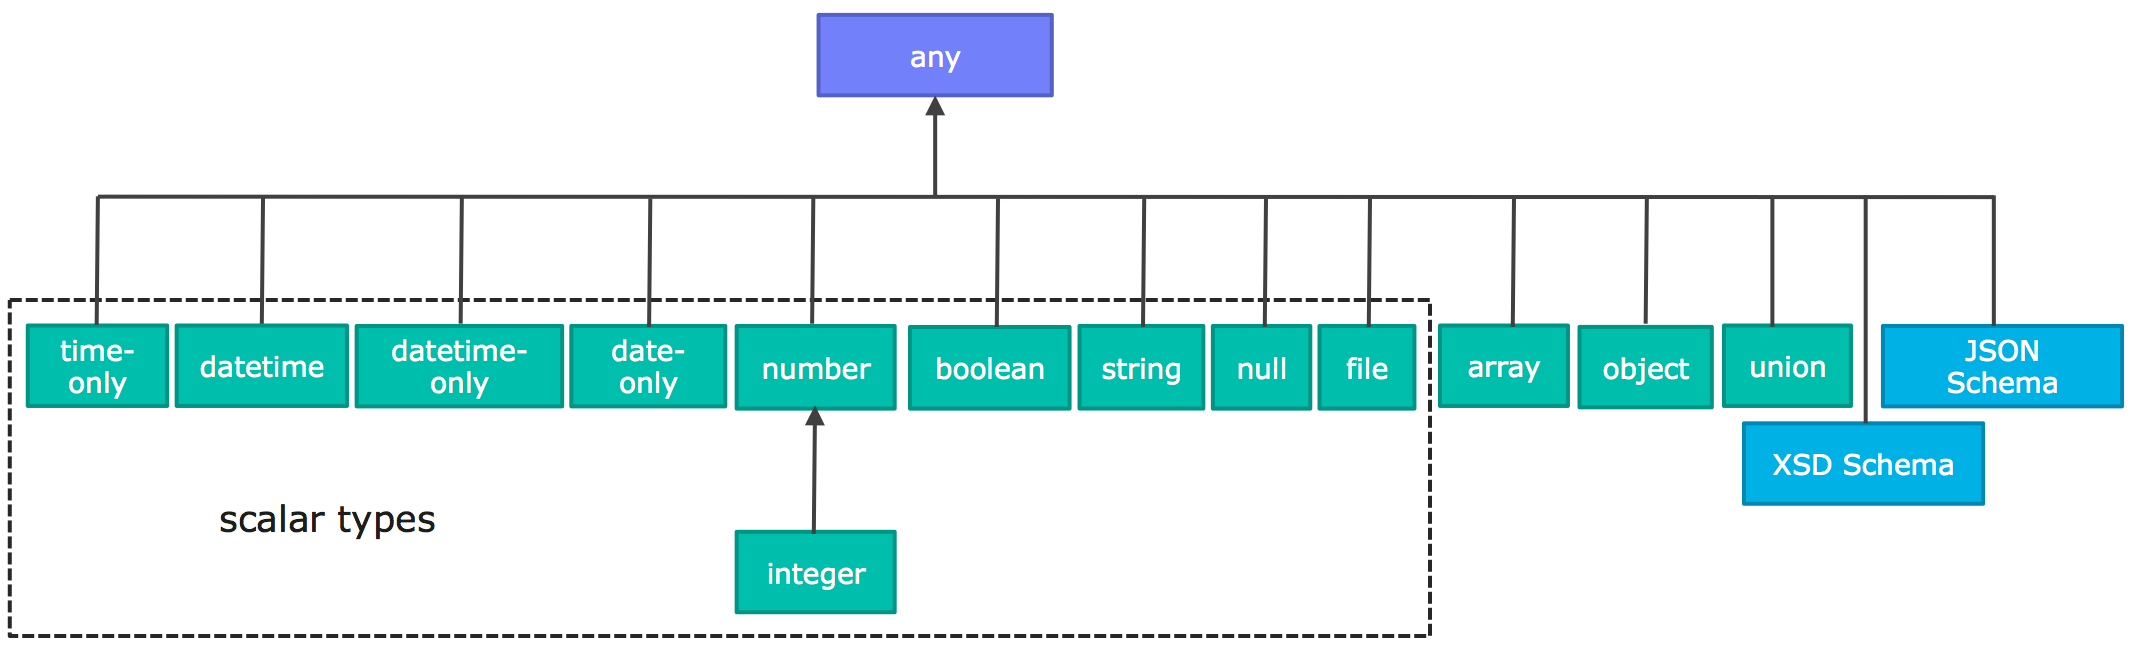 any
time-
only
datetime
datetime-
only
date-
only
number
boolean
string
null
file
array
object
union
JSON
Schema
XSD Schema
scalar types
integer